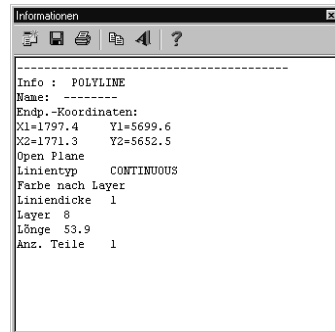 Informationen
---------------------------------------
Info : POLYLINE
Name: --------
Endp.-Koordinaten:
X1=1797.4 Y1=5699.6
X2=1771.3 Y2=5652.5
Open Plane
Linientyp CONTINUOUS
Farbe nach Layer
Liniendicke 1
Layer 8
Lõnge 53.9
Anz. Teile 1